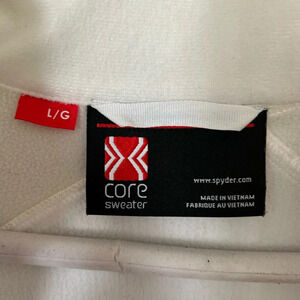 L/G
core
sweater
www.spyder.com
MADE IN VIETNAM
FABRIQUE AU VIETNAM